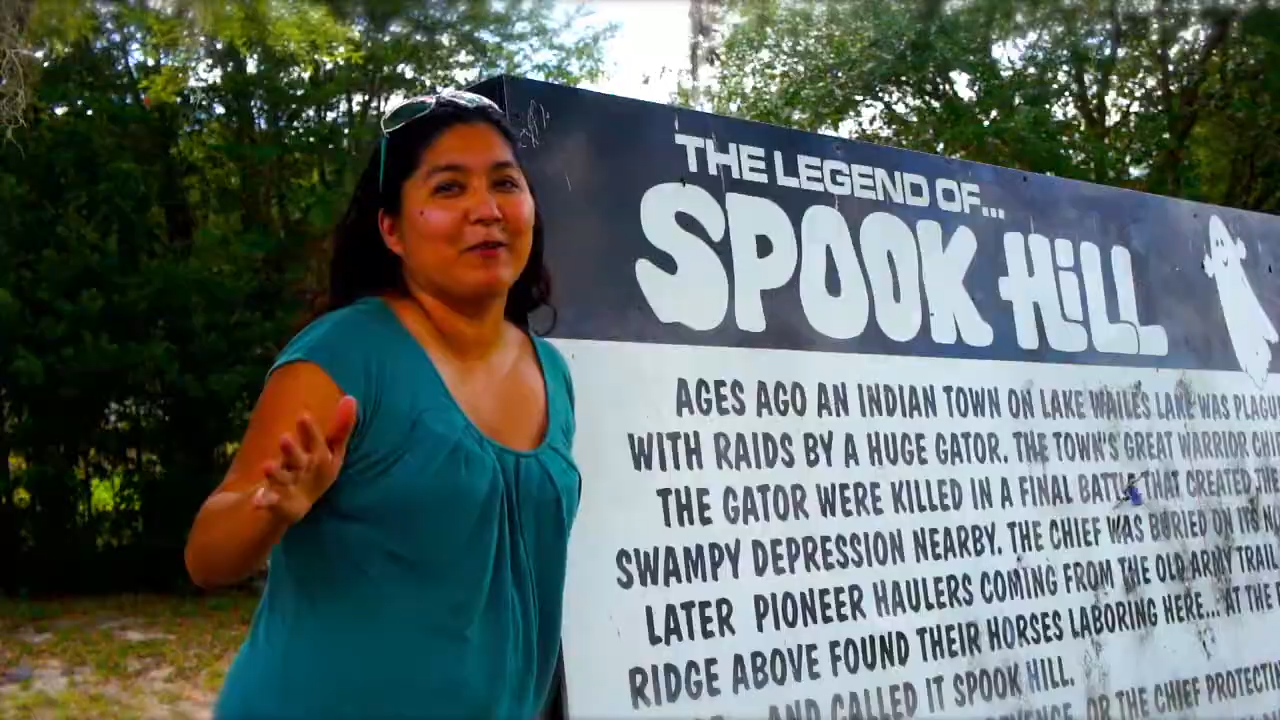 THE LEGEND OF...
SPOOK HiLL
AGES AGO AN INDIAN TOWN ON LAKE WAILES LAKE WAS
WITH RAIDS BY A HUGE GATOR. THE TOWN'S GREAT WARRIOR
THE GATOR WERE KILLED IN A FINAL BATTLE THAT CREATED THE
SWAMPY DEPRESSION NEARBY. THE CHIEF WAS BURIED ON ITS
LATER PIONEER HAULERS COMING FROM THE OLD ARMY TRAIL
RIDGE ABOVE FOUND THEIR HORSES LABORING HERE... AT THE
AND CALLED IT SPOOK HILL.
OR THE CHIEF